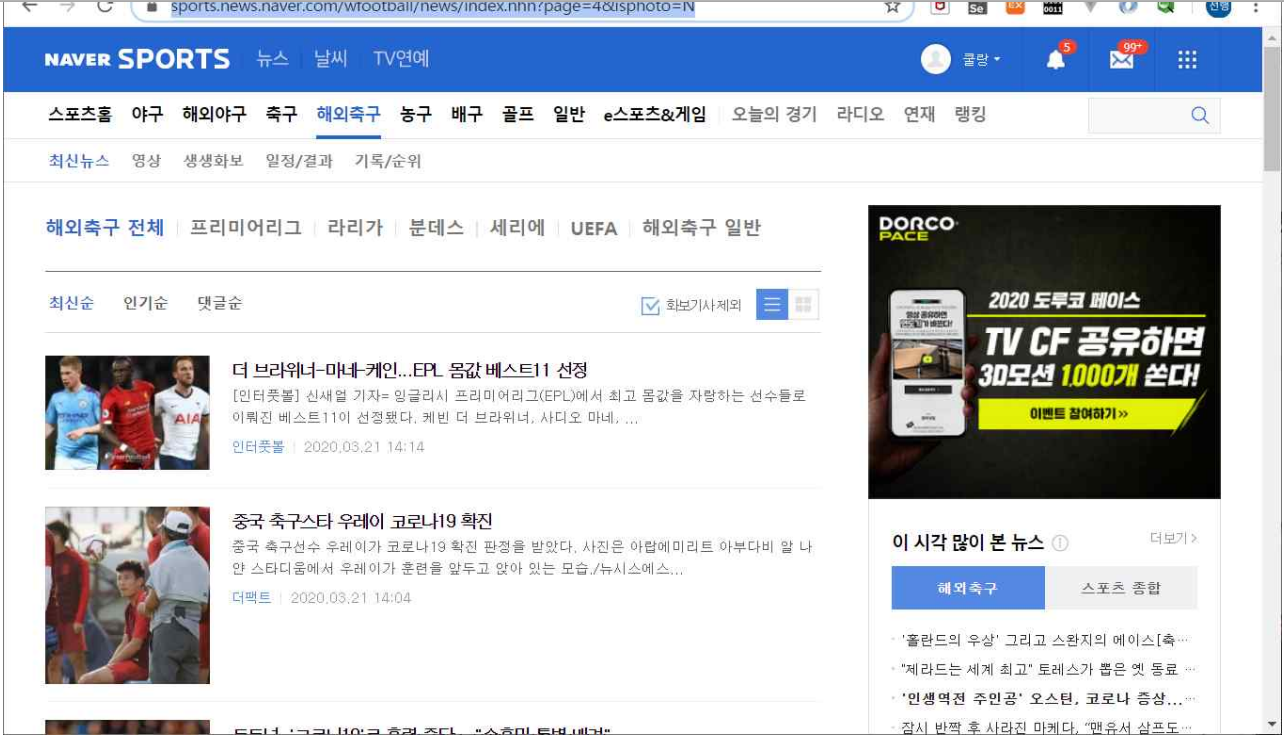 sports.news.naver.com/wfootball/news/index.nhn?page=4&isphoto=N
NAVER SPORTS 뉴스 날씨 TV연예
쿨랑
5
99+
스포츠홈 야구 해외야구 축구 해외축구 농구 배구 골프 일반 e스포츠&게임 오늘의 경기 라디오 연재 랭킹
최신뉴스 영상 생생화보 일정/결과 기록/순위
해외축구 전체 프리미어리그 라리가 분데스 세리에 UEFA 해외축구 일반
최신순 인기순 댓글순
화보기사제외
더 브라위너-마네-케인...EPL 몸값 베스트11 선정
[인터풋볼] 신새얼 기자= 잉글리시 프리미어리그(EPL)에서 최고 몸값을 자랑하는 선수들로
이뤄진 베스트11이 선정됐다. 케빈 더 브라위너, 사디오 마네, ...
인터풋볼 2020.03.21 14:14
중국 축구스타 우레이 코로나19 확진
중국 축구선수 우레이가 코로나19 확진 판정을 받았다. 사진은 아랍에미리트 아부다비 알 나
얀 스타디움에서 우레이가 훈련을 앞두고 앉아 있는 모습./뉴시스에스...
더팩트 2020.03.21 14:04
DORCO
PACE
2020 도루코 페이스
TV CF 공유하면
3D모션 1,000개 쏜다!
이벤트 참여하기»
이 시각 많이 본 뉴스 더보기
해외축구 스포츠 종합
'홀란드의 우상' 그리고 스완지의 에이스[축…
"제라드는 세계 최고" 토레스가 뽑은 옛 동료 …
'인생역전 주인공' 오스틴, 코로나 증상...…
잠시 반짝 후 사라진 마케다, "맨유서 삼프도…